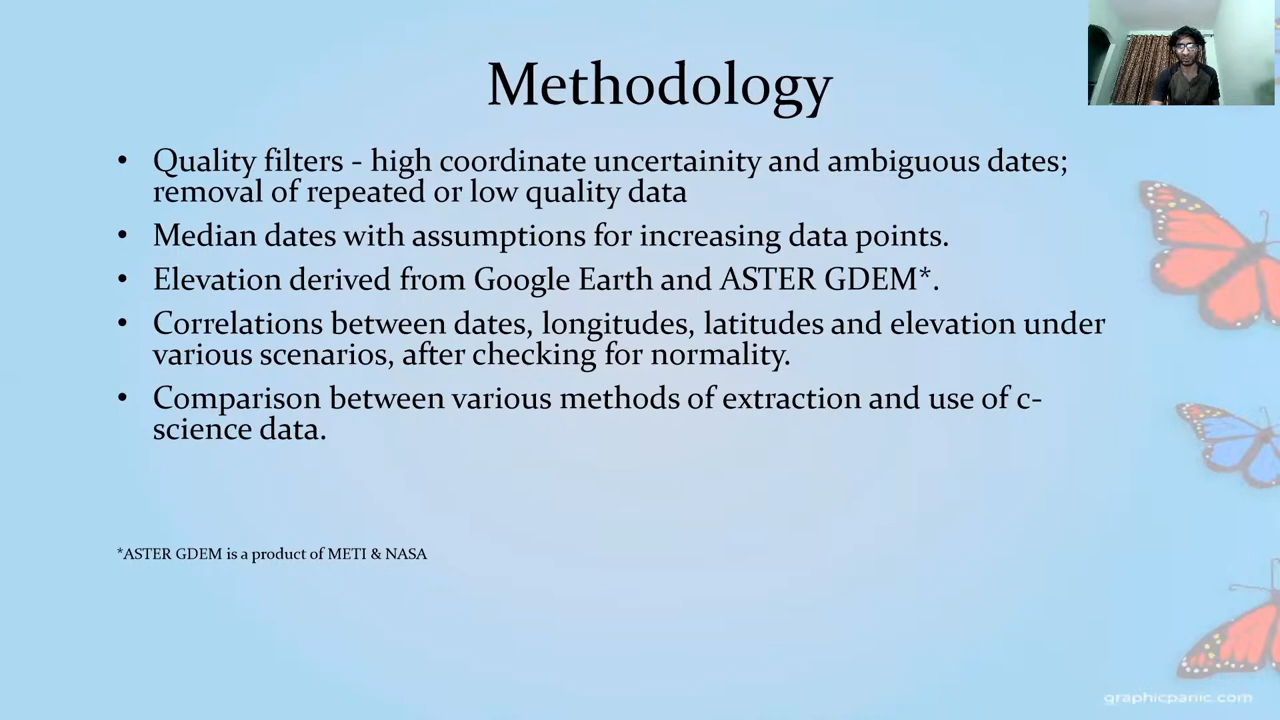 Methodology
• Quality filters - high coordinate uncertainity and ambiguous dates;
removal of repeated or low quality data
• Median dates with assumptions for increasing data points.
• Elevation derived from Google Earth and ASTER GDEM*.
• Correlations between dates, longitudes, latitudes and elevation under
various scenarios, after checking for normality.
• Comparison between various methods of extraction and use of c-
science data.
*ASTER GDEM is a product of METI & NASA
graphicpanic.com